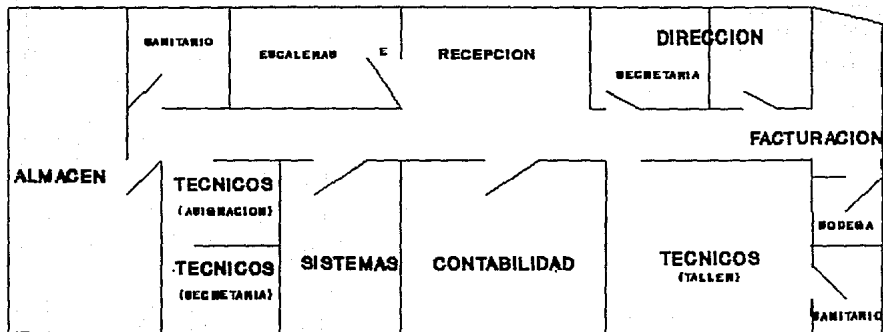 SANITARIO
ESCALERAS
E
RECEPCION
DIRECCION
SECRETARIA
FACTURACION
ALMACEN
TECNICOS
(ASIGNACION)
BODEGA
TECNICOS
(SECRETARIA)
SISTEMAS
CONTABILIDAD
TECNICOS
(TALLER)
SANITARIO